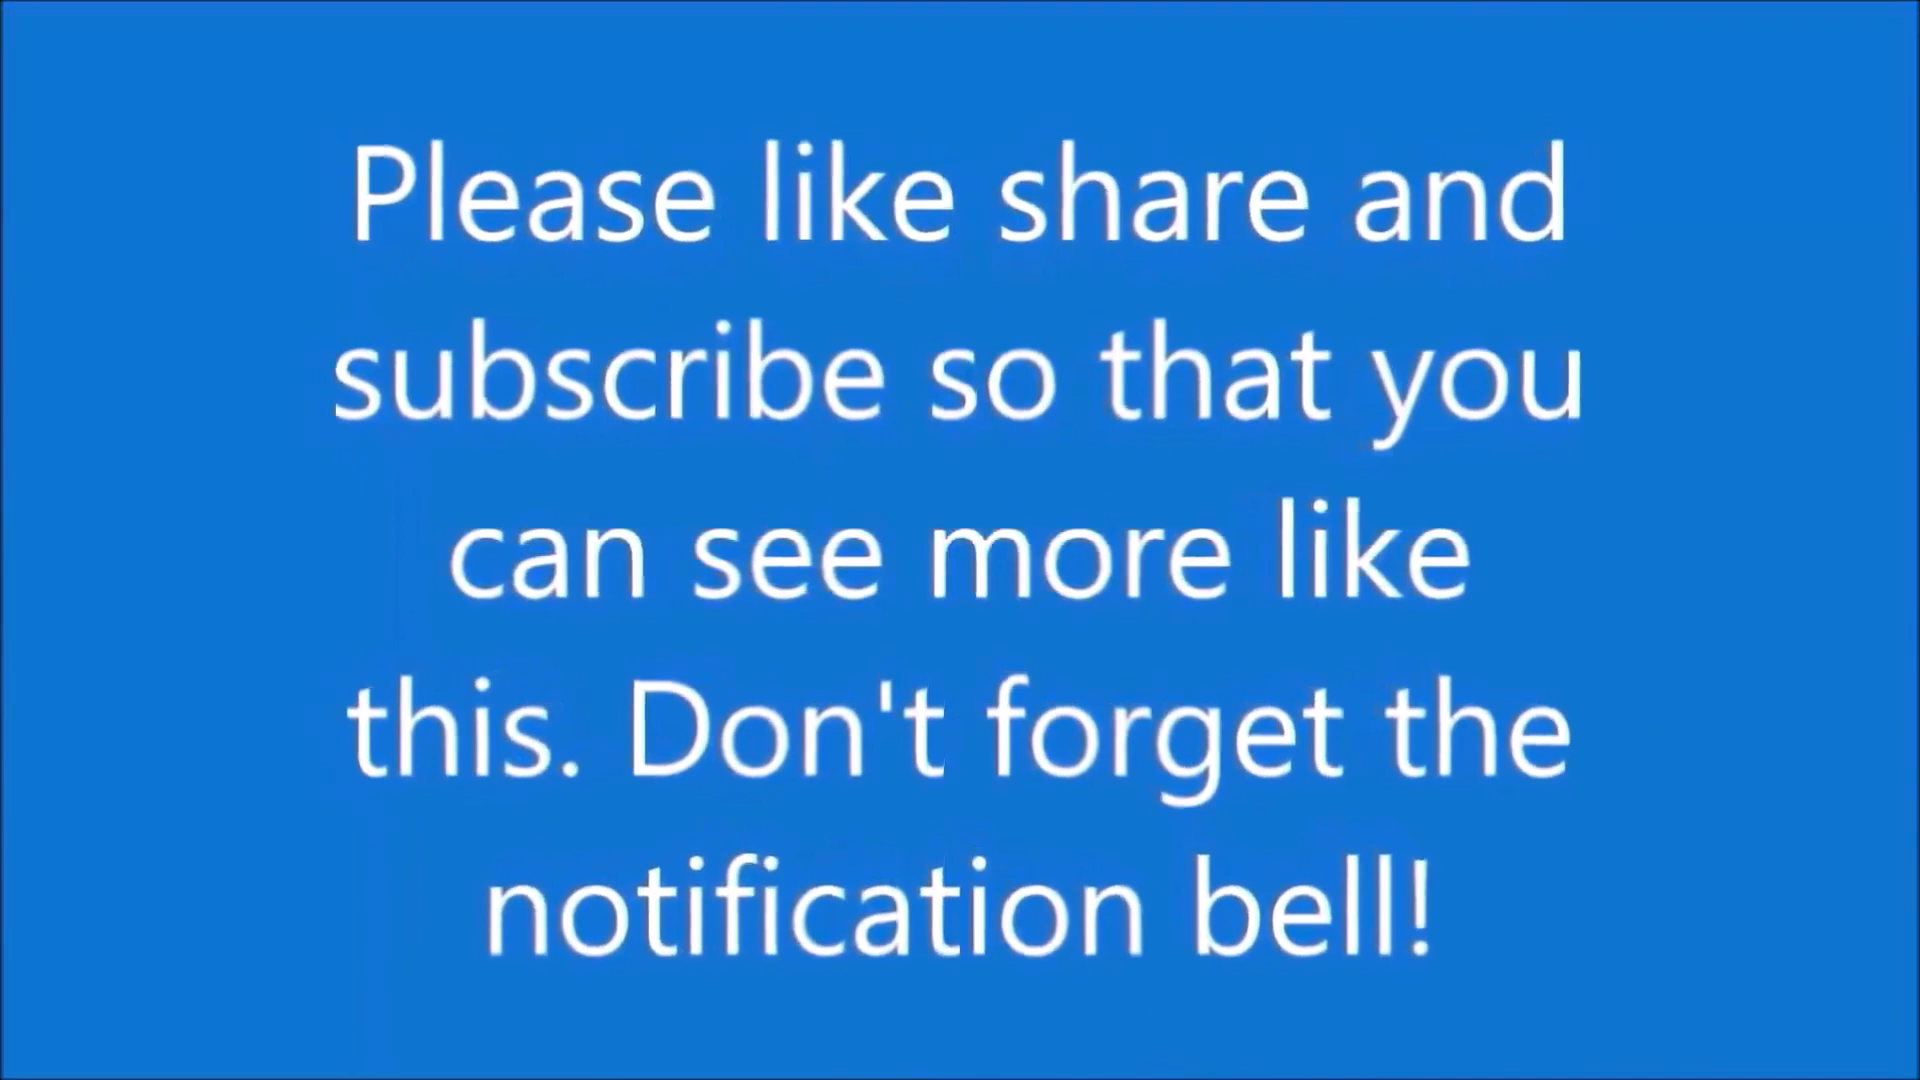 Please like share and
subscribe so that you
can see more like
this. Don't forget the
notification bell!